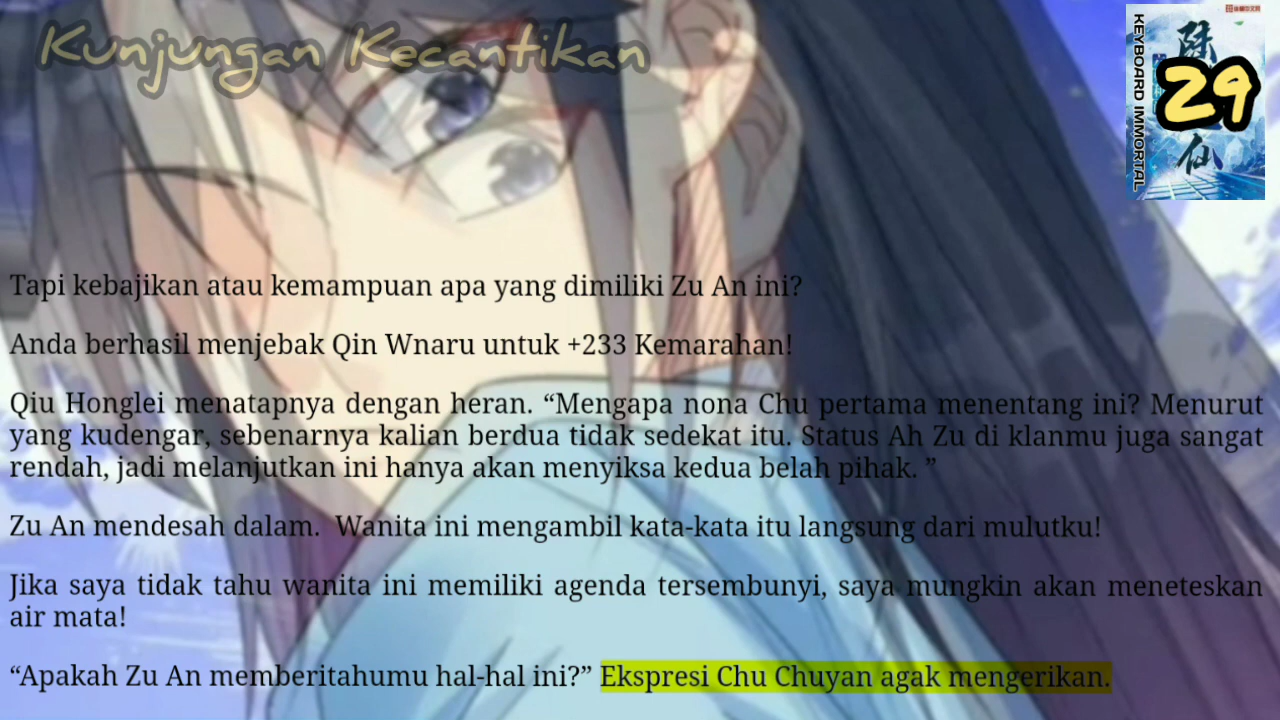 Kunjungan Kecantikan
KEYBOARD IMMORTAL
陆
29
仙
Tapi kebajikan atau kemampuan apa yang dimiliki Zu An ini?
Anda berhasil menjebak Qin Wnaru untuk +233 Kemarahan!
Qiu Honglei menatapnya dengan heran. “Mengapa nona Chu pertama menentang ini? Menurut
yang kudengar, sebenarnya kalian berdua tidak sedekat itu. Status Ah Zu di klanmu juga sangat
rendah, jadi melanjutkan ini hanya akan menyiksa kedua belah pihak. ”
Zu An mendesah dalam.  Wanita ini mengambil kata-kata itu langsung dari mulutku!
Jika saya tidak tahu wanita ini memiliki agenda tersembunyi, saya mungkin akan meneteskan
air mata!
“Apakah Zu An memberitahumu hal-hal ini?” Ekspresi Chu Chuyan agak mengerikan.